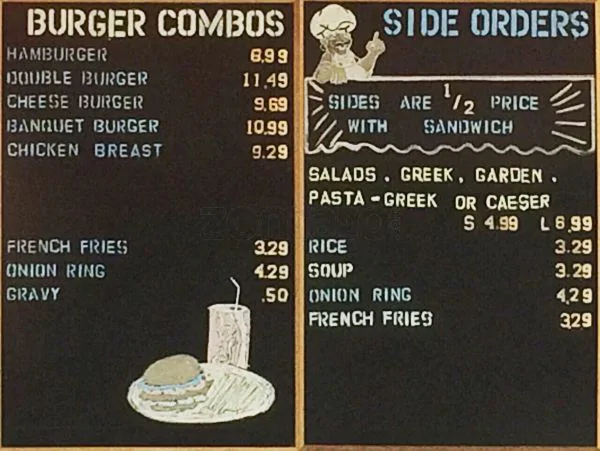 BURGER COMBOS
HAMBURGER 8.99
DOUBLE BURGER 11.49
CHEESE BURGER 9.69
BANQUET BURGER 10.99
CHICKEN BREAST 9.29
FRENCH FRIES 3.29
ONION RING 4.29
GRAVY .50
SIDE ORDERS
SIDES ARE 1/2 PRICE
WITH SANDWICH
SALADS . GREEK . GARDEN .
PASTA - GREEK OR CAESER
S 4.99 L 6.99
RICE 3.29
SOUP 3.29
ONION RING 4.29
FRENCH FRIES 3.29